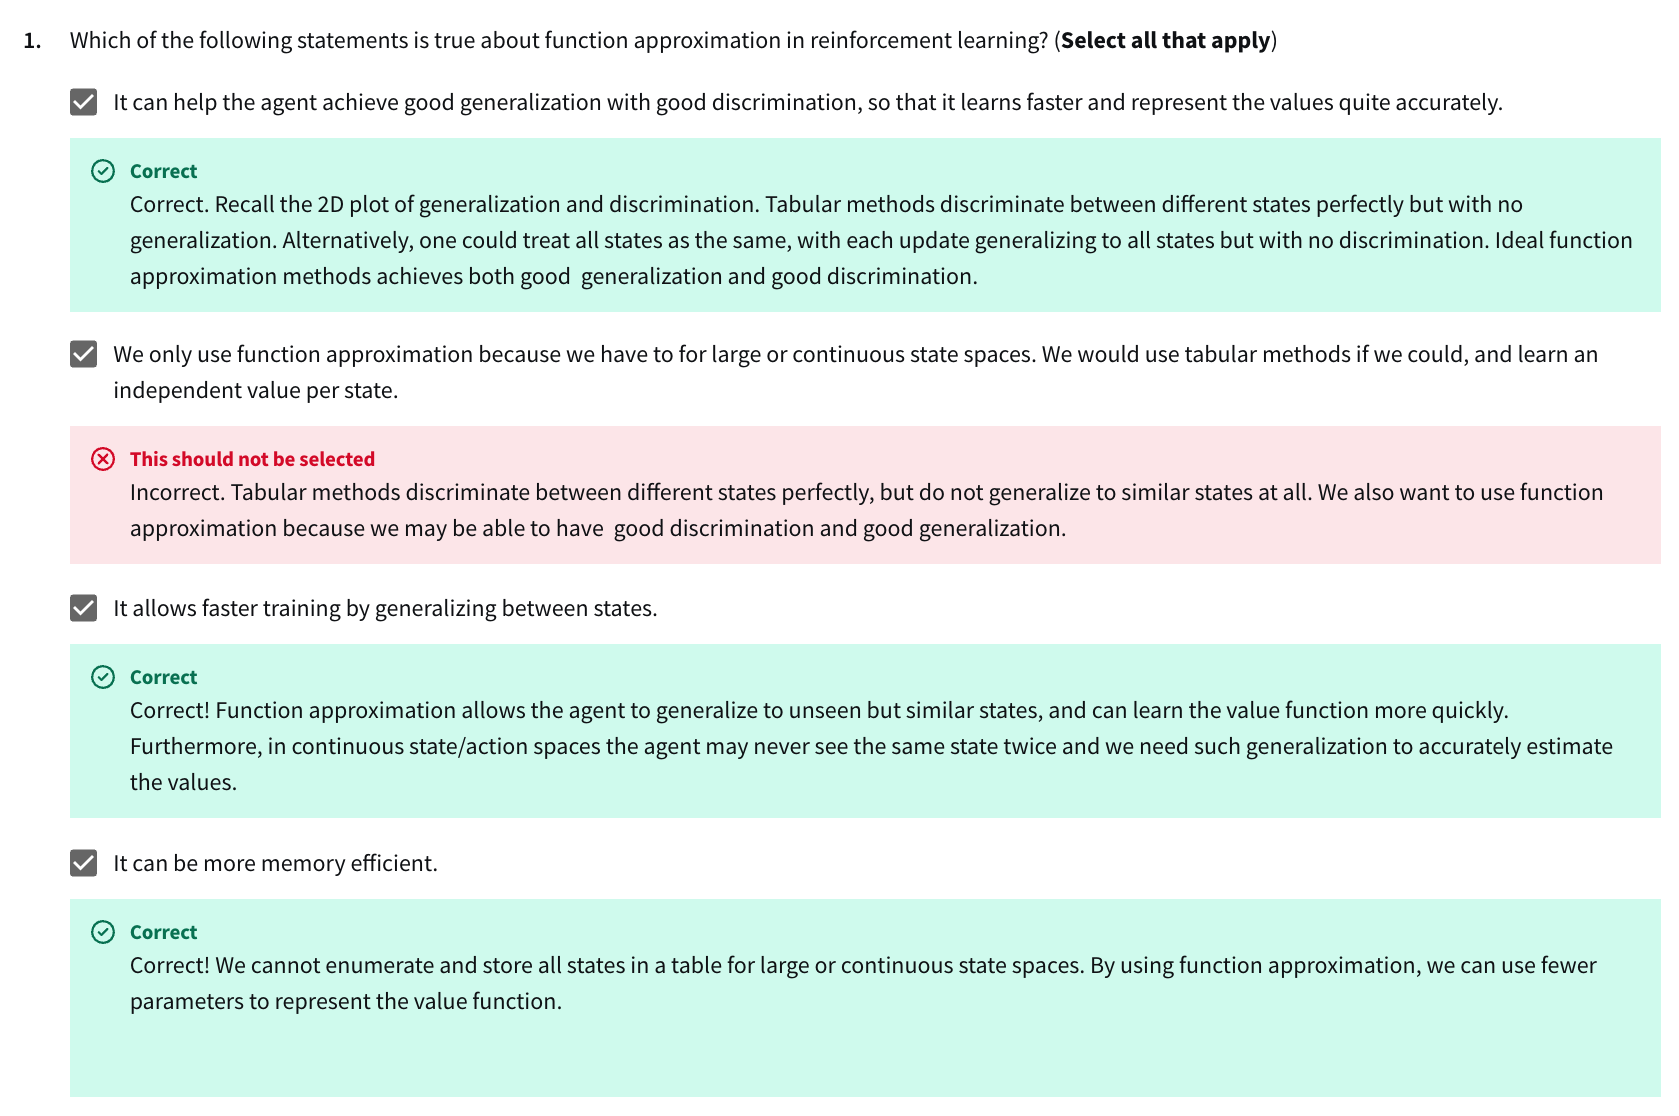 1. Which of the following statements is true about function approximation in reinforcement learning? (Select all that apply)
It can help the agent achieve good generalization with good discrimination, so that it learns faster and represent the values quite accurately.
Correct
Correct. Recall the 2D plot of generalization and discrimination. Tabular methods discriminate between different states perfectly but with no
generalization. Alternatively, one could treat all states as the same, with each update generalizing to all states but with no discrimination. Ideal function
approximation methods achieves both good  generalization and good discrimination.
We only use function approximation because we have to for large or continuous state spaces. We would use tabular methods if we could, and learn an
independent value per state.
This should not be selected
Incorrect. Tabular methods discriminate between different states perfectly, but do not generalize to similar states at all. We also want to use function
approximation because we may be able to have  good discrimination and good generalization.
It allows faster training by generalizing between states.
Correct
Correct! Function approximation allows the agent to generalize to unseen but similar states, and can learn the value function more quickly.
Furthermore, in continuous state/action spaces the agent may never see the same state twice and we need such generalization to accurately estimate
the values.
It can be more memory efficient.
Correct
Correct! We cannot enumerate and store all states in a table for large or continuous state spaces. By using function approximation, we can use fewer
parameters to represent the value function.